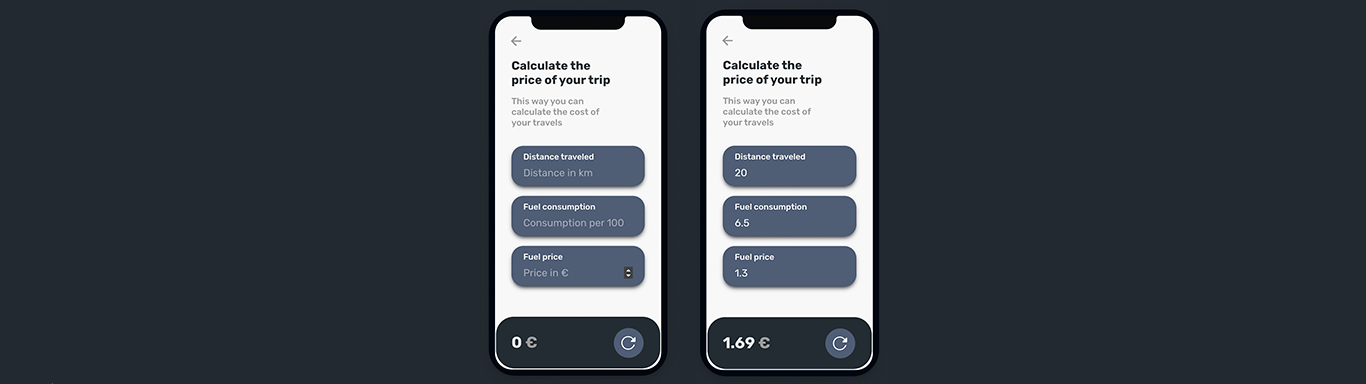 Calculate the
price of your trip
This way you can
calculate the cost of
your travels
Distance traveled
Distance in km
Fuel consumption
Consumption per 100
Fuel price
Price in €
0 €
Calculate the
price of your trip
This way you can
calculate the cost of
your travels
Distance traveled
20
Fuel consumption
6.5
Fuel price
1.3
1.69 €